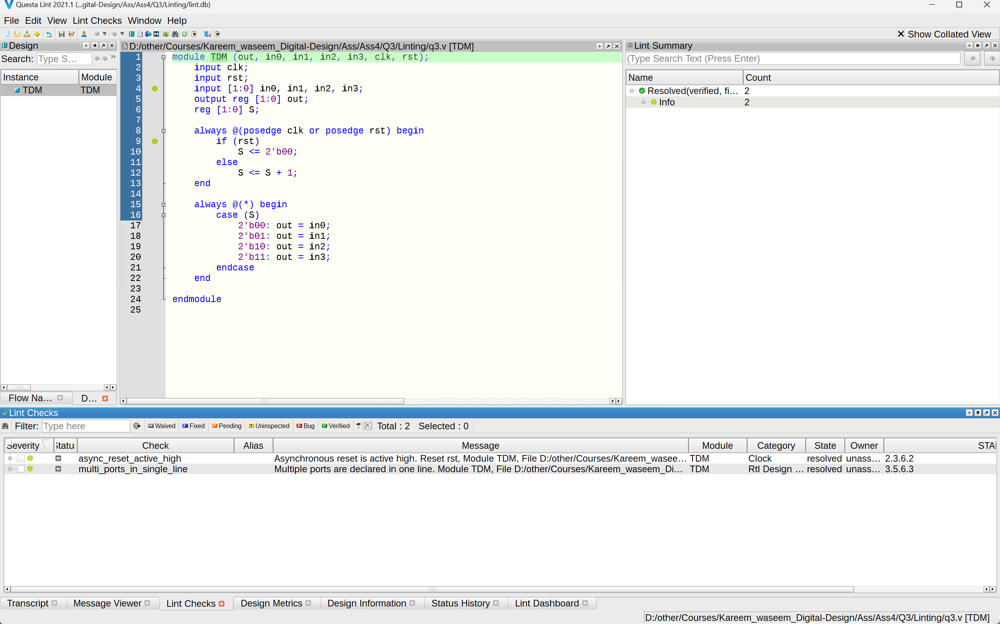 Questa Lint 2021.1 (...gital-Design/Ass/Ass4/Q3/Linting/lint.db)
File Edit View Lint Checks Window Help
Show Collated View
Design
Search: Type S...
Instance Module
TDM TDM
Flow Na... D...
D:/other/Courses/Kareem_waseem_Digital-Design/Ass/Ass4/Q3/Linting/q3.v [TDM]
1 module TDM (out, in0, in1, in2, in3, clk, rst);
2 input clk;
3 input rst;
4 input [1:0] in0, in1, in2, in3;
5 output reg [1:0] out;
6 reg [1:0] S;
7
8 always @(posedge clk or posedge rst) begin
9 if (rst)
10 S <= 2'b00;
11 else
12 S <= S + 1;
13 end
14
15 always @(*) begin
16 case (S)
17 2'b00: out = in0;
18 2'b01: out = in1;
19 2'b10: out = in2;
20 2'b11: out = in3;
21 endcase
22 end
23
24 endmodule
25
Lint Summary
(Type Search Text (Press Enter)
Name Count
Resolved(verified, fi... 2
Info 2
Lint Checks
Filter: Type here Waived Fixed Pending Uninspected Bug Verified Total : 2 Selected : 0
Severity Statu Check Alias Message Module Category State Owner STA
W async_reset_active_high Asynchronous reset is active high. Reset rst, Module TDM, File D:/other/Courses/Kareem_wasee... TDM Clock resolved unass... 2.3.6.2
W multi_ports_in_single_line Multiple ports are declared in one line. Module TDM, File D:/other/Courses/Kareem_waseem_Di... TDM Rtl Design ... resolved unass... 3.5.6.3
Transcript Message Viewer Lint Checks Design Metrics Design Information Status History Lint Dashboard
D:/other/Courses/Kareem_waseem_Digital-Design/Ass/Ass4/Q3/Linting/q3.v [TDM]